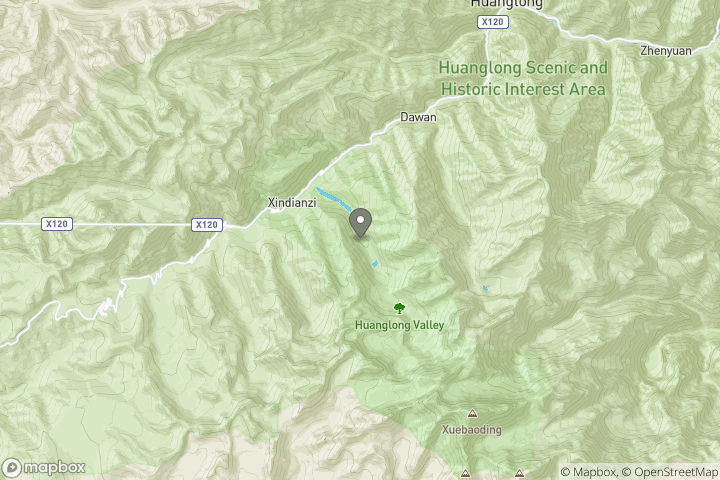 Huanglong
X120
Zhenyuan
Huanglong Scenic and
Historic Interest Area
Dawan
Xindianzi
X120
X120
Huanglong Valley
Xuebaoding
mapbox
© Mapbox, © OpenStreetMap